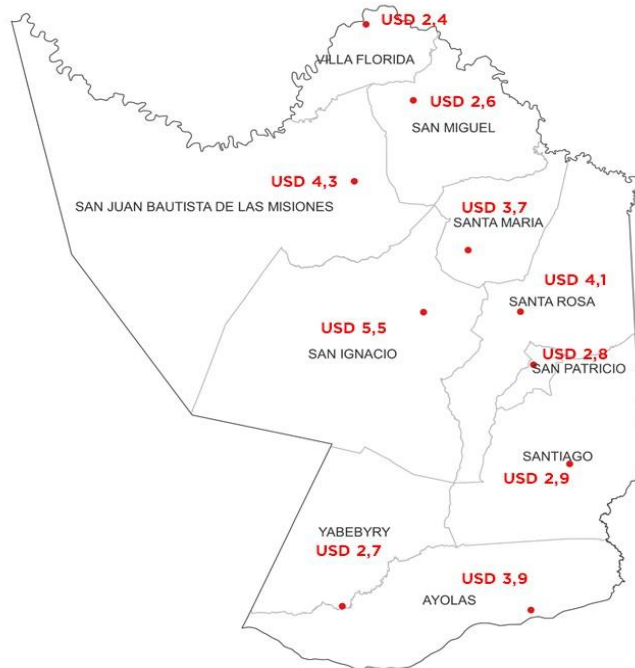 USD 2,4
VILLA FLORIDA
USD 2,6
SAN MIGUEL
USD 4,3
SAN JUAN BAUTISTA DE LAS MISIONES
USD 3,7
SANTA MARIA
USD 4,1
SANTA ROSA
USD 5,5
SAN IGNACIO
USD 2,8
SAN PATRICIO
SANTIAGO
USD 2,9
YABEBYRY
USD 2,7
USD 3,9
AYOLAS